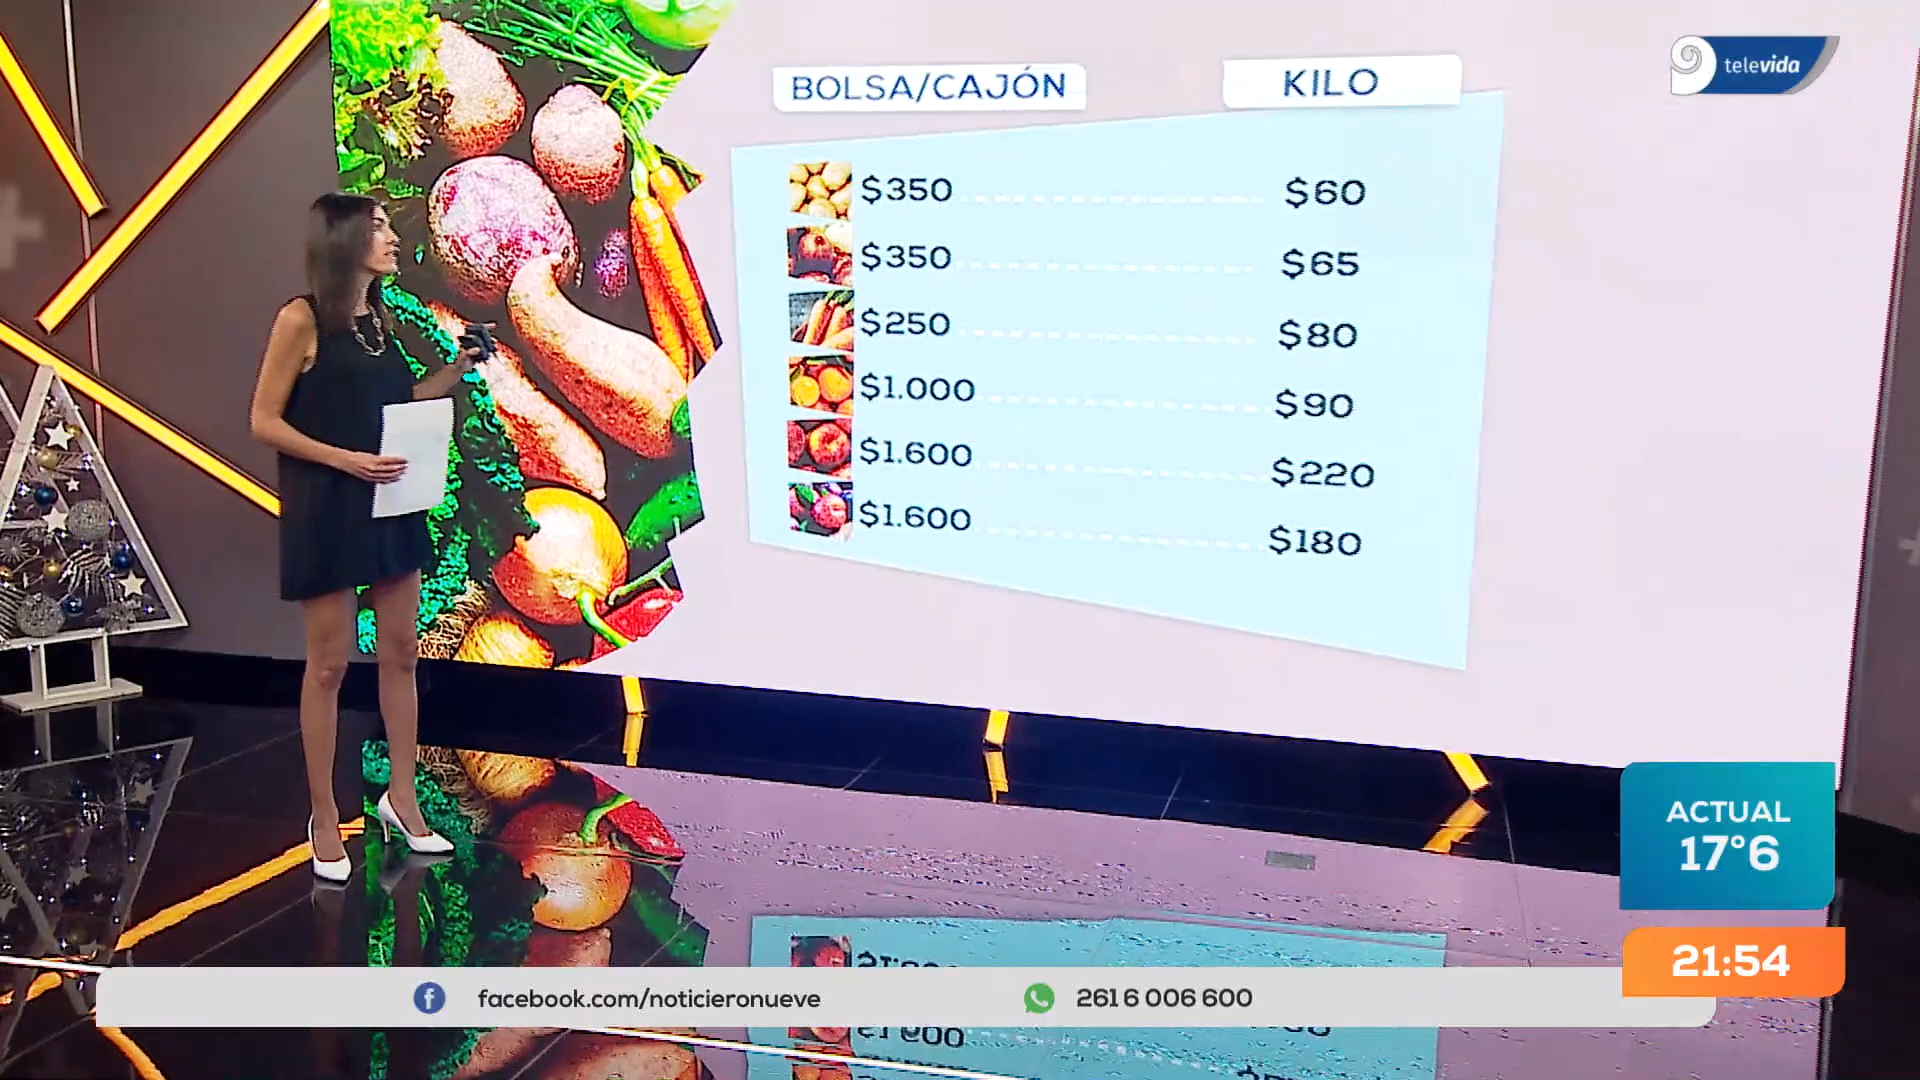 BOLSA/CAJÓN KILO
televida
$350 $60
$350 $65
$250 $80
$1.000 $90
$1.600 $220
$1.600 $180
ACTUAL
17°6
21:54
facebook.com/noticieronueve 261 6 006 600